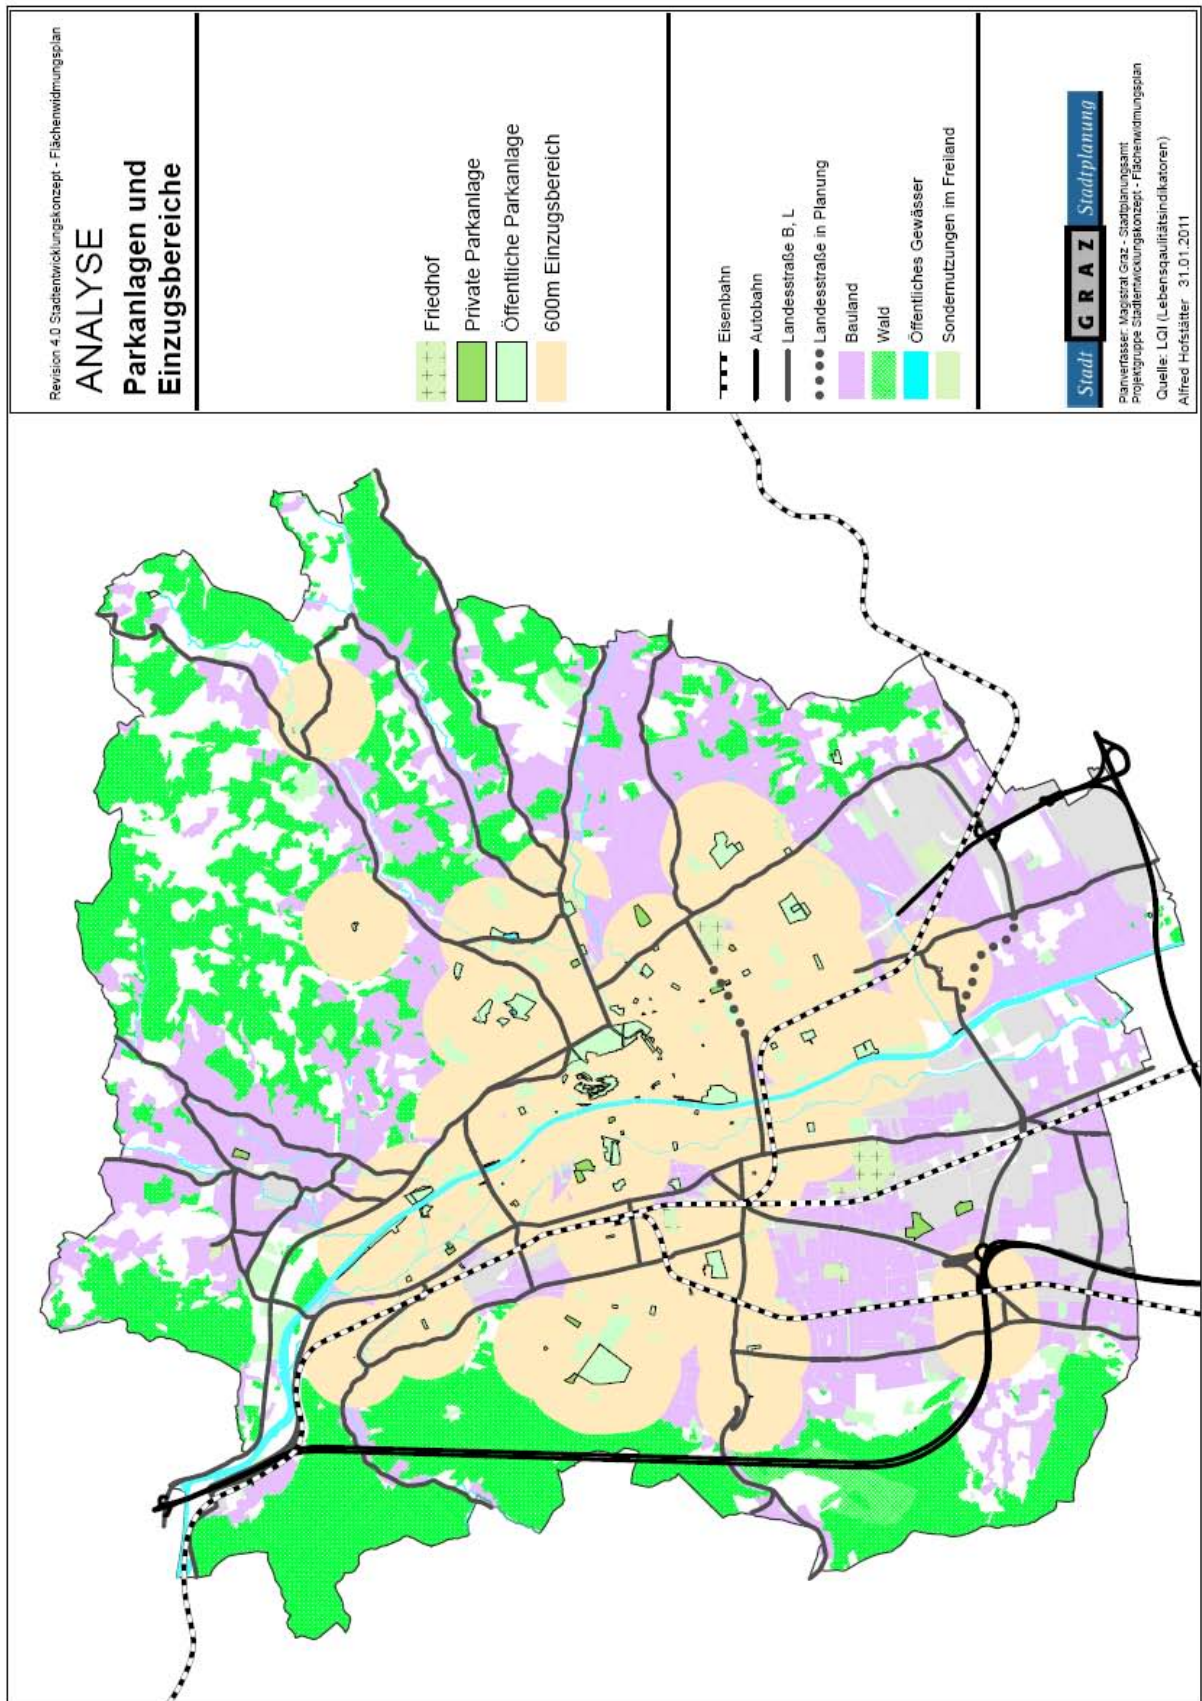 Revision 4.0 Stadtentwicklungskonzept - Flächenwidmungsplan
ANALYSE
Parkanlagen und
Einzugsbereiche
Friedhof
Private Parkanlage
Öffentliche Parkanlage
600m Einzugsbereich
Eisenbahn
Autobahn
Landesstraße B, L
Landesstraße in Planung
Bauland
Wald
Öffentliches Gewässer
Sondernutzungen im Freiland
Stadt GRAZ Stadtplanung
Planverfasser: Magistrat Graz - Stadtplanungsamt
Projektgruppe Stadtentwicklungskonzept - Flächenwidmungsplan
Quelle: LQI (Lebensqaulitätsindikatoren)
Alfred Hofstätter 31.01.2011